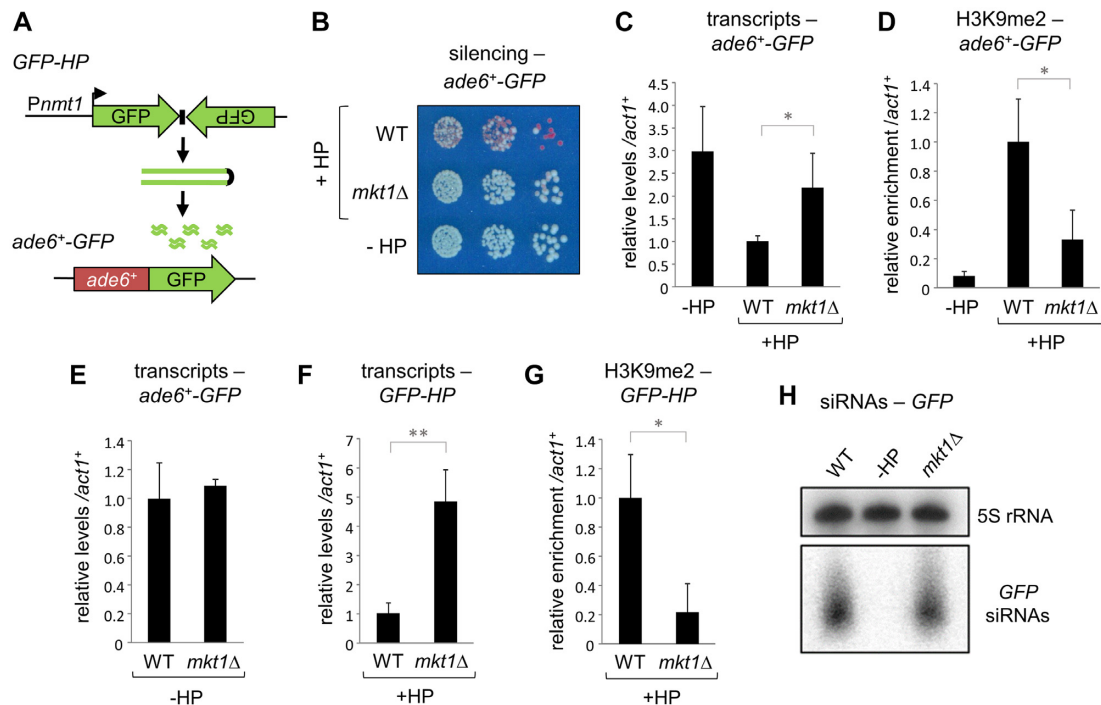 A
GFP-HP
Pnmt1
GFP
GFP
ade6+-GFP
ade6+
GFP
B
silencing –
ade6+-GFP
+ HP
WT
mkt1Δ
- HP
C
transcripts –
ade6+-GFP
relative levels /act1+
4.5
4.0
3.5
3.0
2.5
2.0
1.5
1.0
0.5
0.0
*
-HP
WT
mkt1Δ
+HP
D
H3K9me2 –
ade6+-GFP
relative enrichment /act1+
1.4
1.2
1.0
0.8
0.6
0.4
0.2
0
*
-HP
WT
mkt1Δ
+HP
E
transcripts –
ade6+-GFP
relative levels /act1+
1.4
1.2
1.0
0.8
0.6
0.4
0.2
0
WT
mkt1Δ
-HP
F
transcripts –
GFP-HP
relative levels /act1+
7
6
5
4
3
2
1
0
**
WT
mkt1Δ
+HP
G
H3K9me2 –
GFP-HP
relative enrichment /act1+
1.4
1.2
1.0
0.8
0.6
0.4
0.2
0
*
WT
mkt1Δ
+HP
H
siRNAs – GFP
WT
-HP
mkt1Δ
5S rRNA
GFP
siRNAs